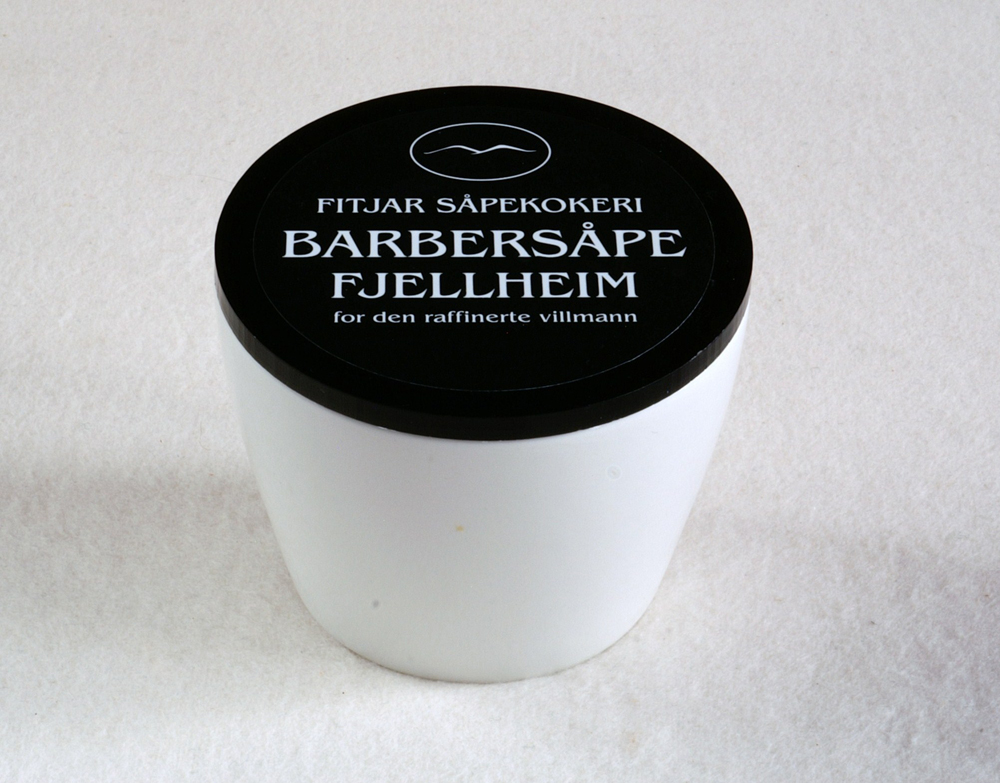 FITJAR SÅPEKOKERI
BARBERSÅPE
FJELLHEIM
for den raffinerte villmann